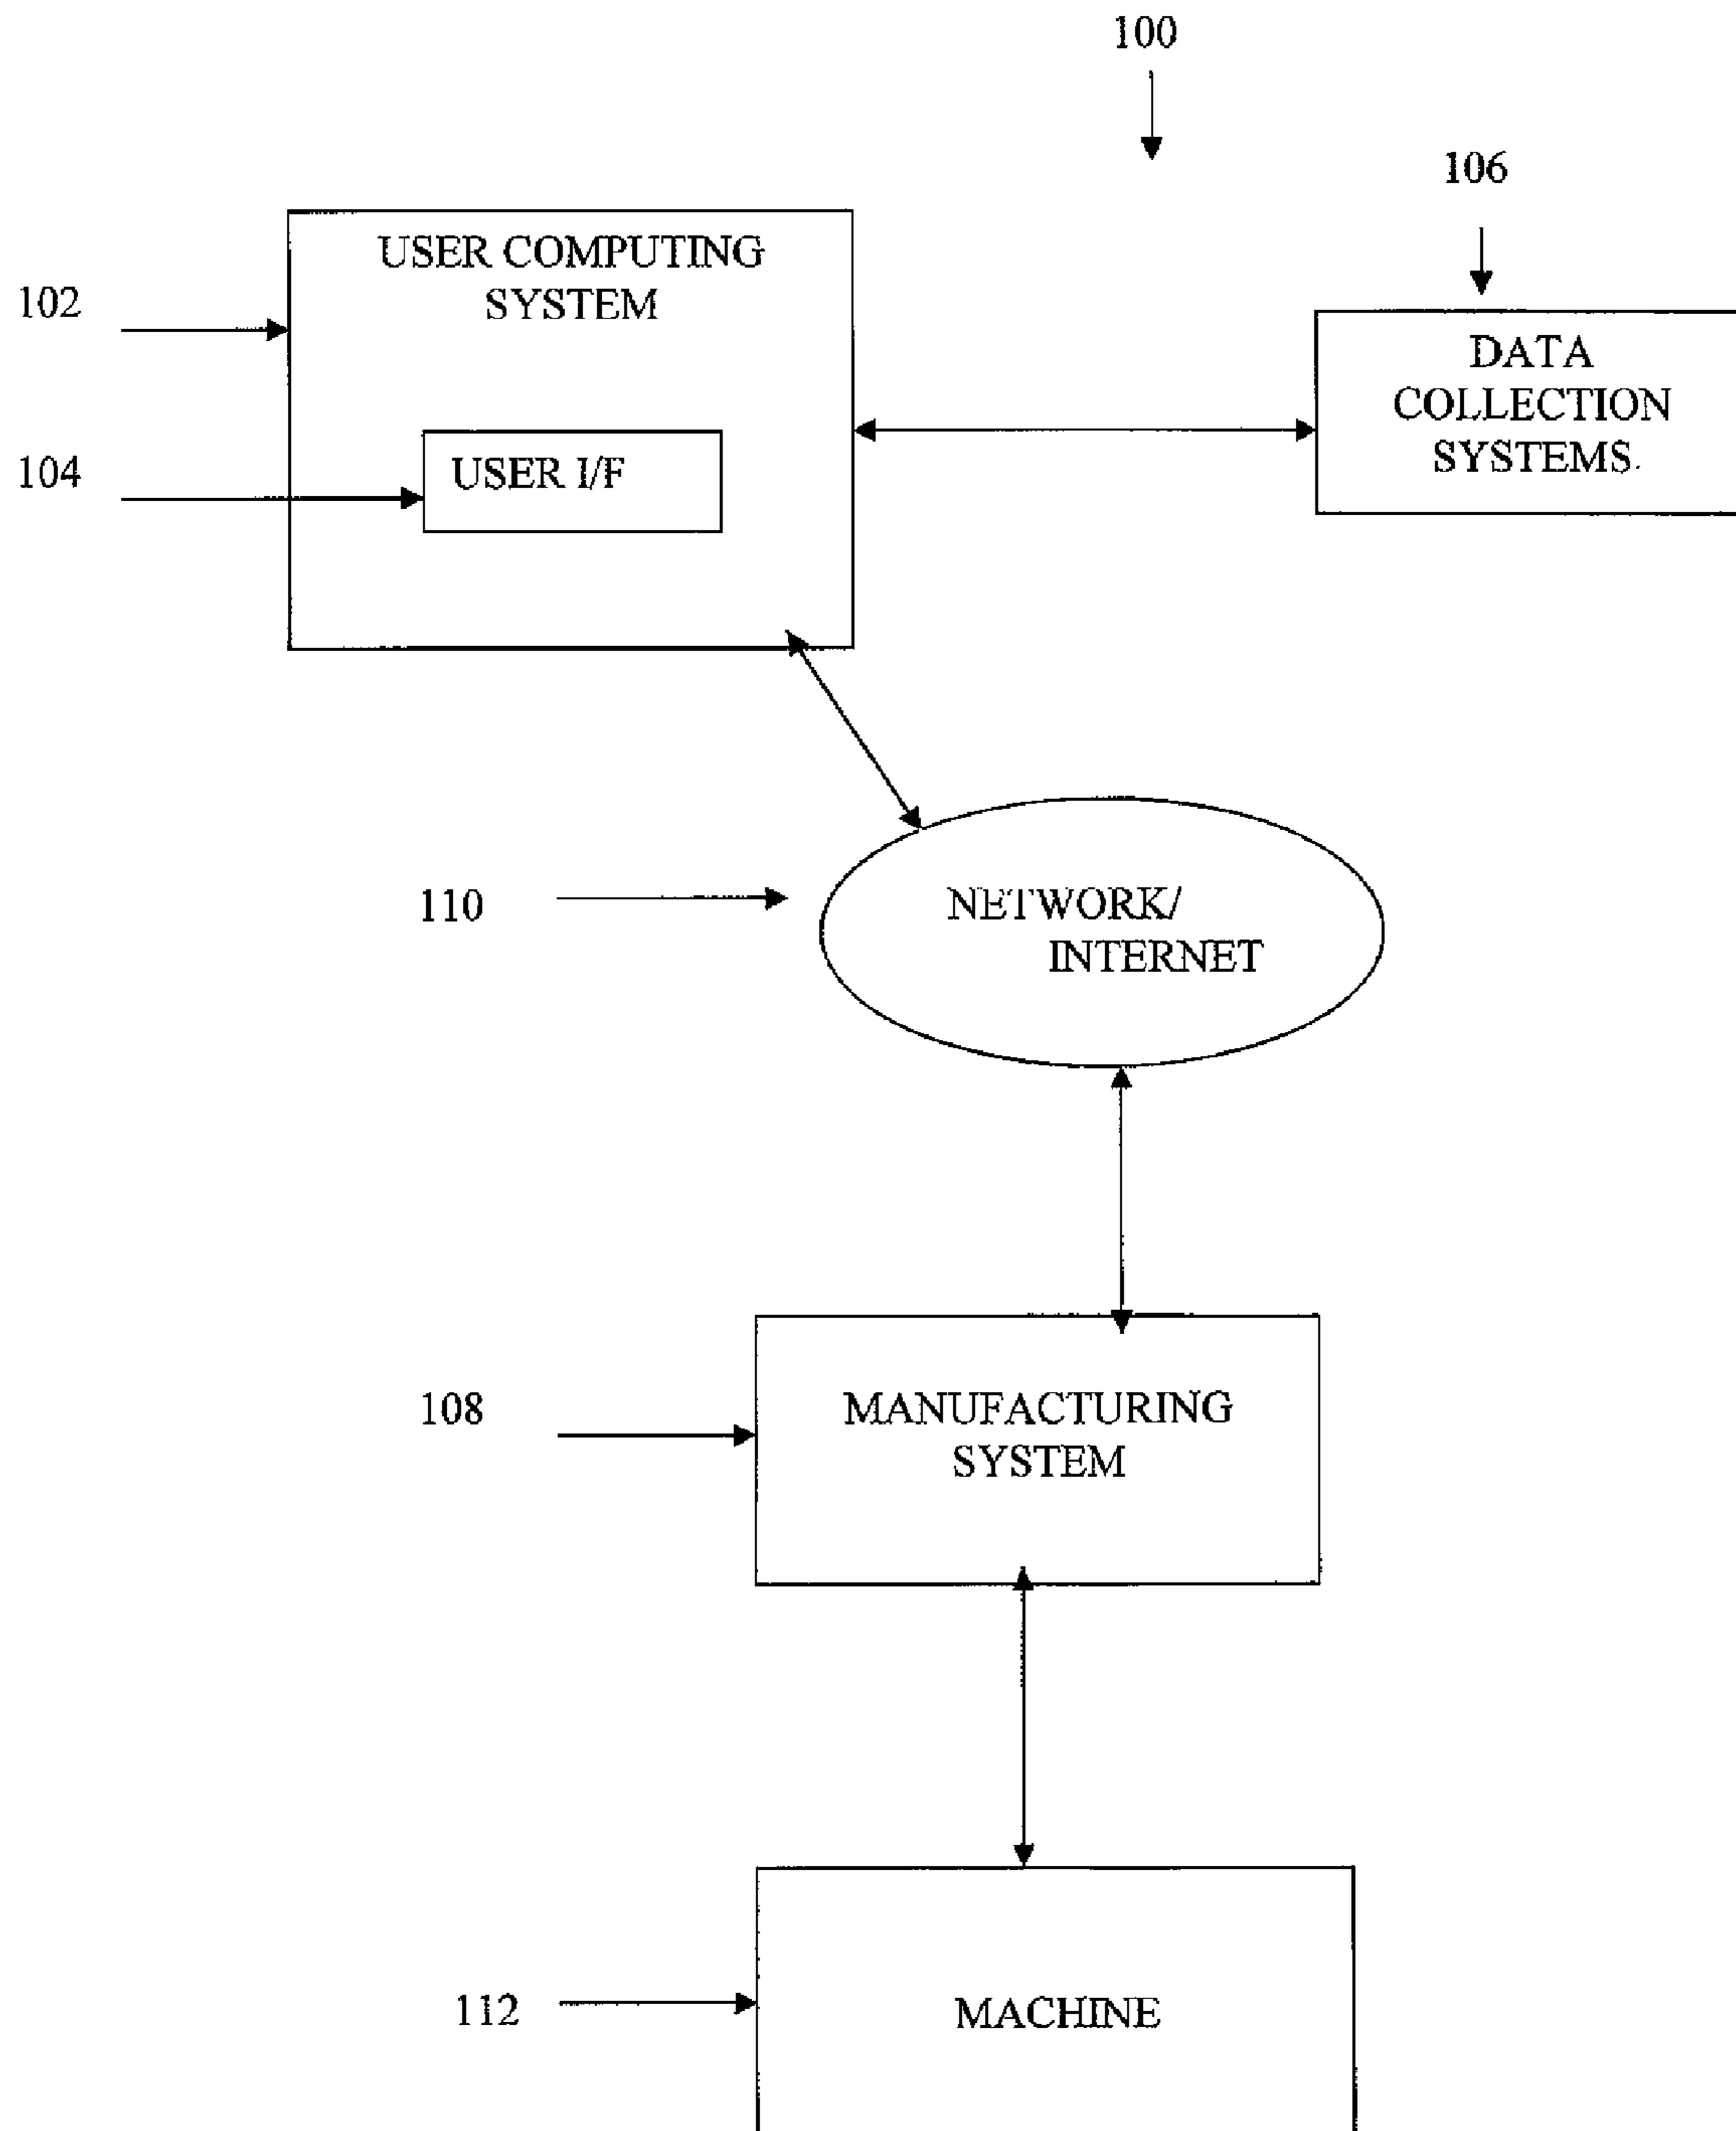 100
106
USER COMPUTING
SYSTEM
102
DATA
COLLECTION
SYSTEMS.
104
USER I/F
110
NETWORK/
INTERNET
108
MANUFACTURING
SYSTEM
112
MACHINE